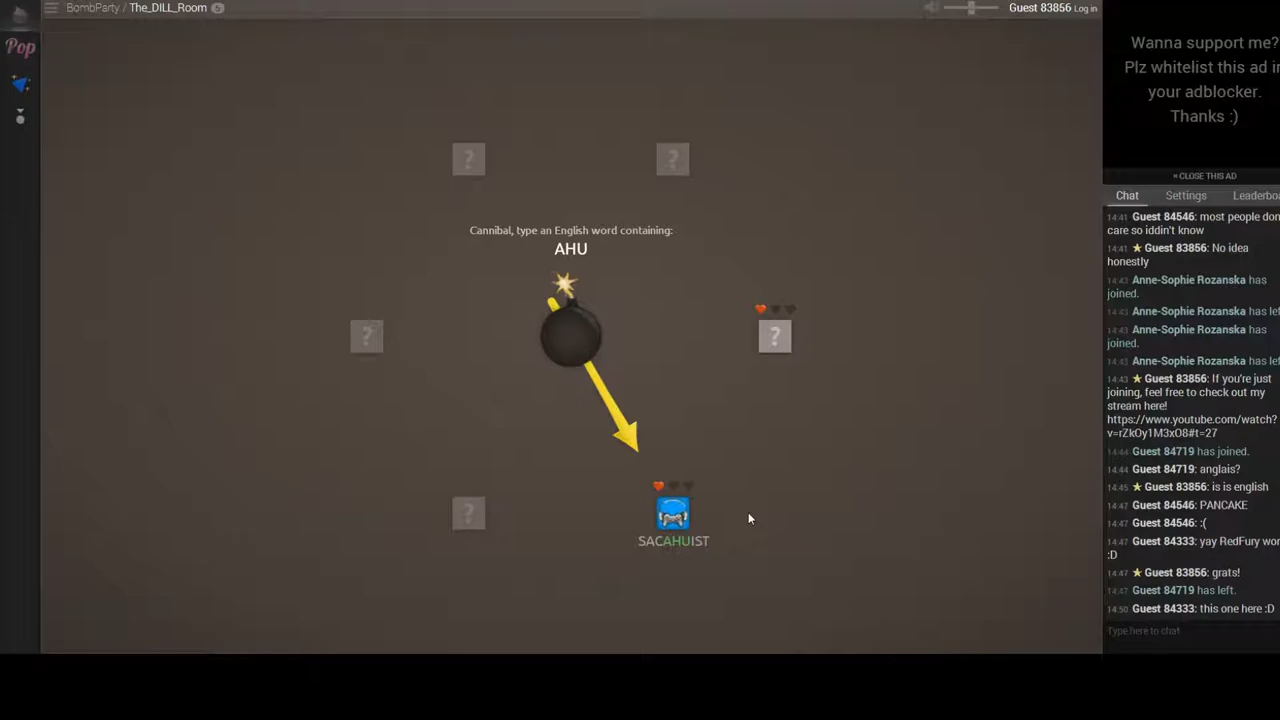 BombParty / The_DILL_Room 6
Guest 83856 Log in
Pop
Wanna support me?
Plz whitelist this ad in
your adblocker.
Thanks :)
× CLOSE THIS AD
Chat Settings Leaderboa
Cannibal, type an English word containing:
AHU
?
?
?
?
?
SACAHUIST
14:41 Guest 84546: most people don
care so iddin't know
14:41 ★ Guest 83856: No idea
honestly
14:43 Anne-Sophie Rozanska has
joined.
14:43 Anne-Sophie Rozanska has lef
14:43 Anne-Sophie Rozanska has
joined.
14:43 Anne-Sophie Rozanska has lef
14:43 ★ Guest 83856: If you're just
joining, feel free to check out my
stream here!
https://www.youtube.com/watch?
v=rZkOy1M3xO8#t=27
14:44 Guest 84719 has joined.
14:44 Guest 84719: anglais?
14:45 ★ Guest 83856: is is english
14:47 Guest 84546: PANCAKE
14:47 Guest 84546: :(
14:47 Guest 84333: yay RedFury wor
:D
14:47 ★ Guest 83856: grats!
14:47 Guest 84719 has left.
14:50 Guest 84333: this one here :D
Type here to chat